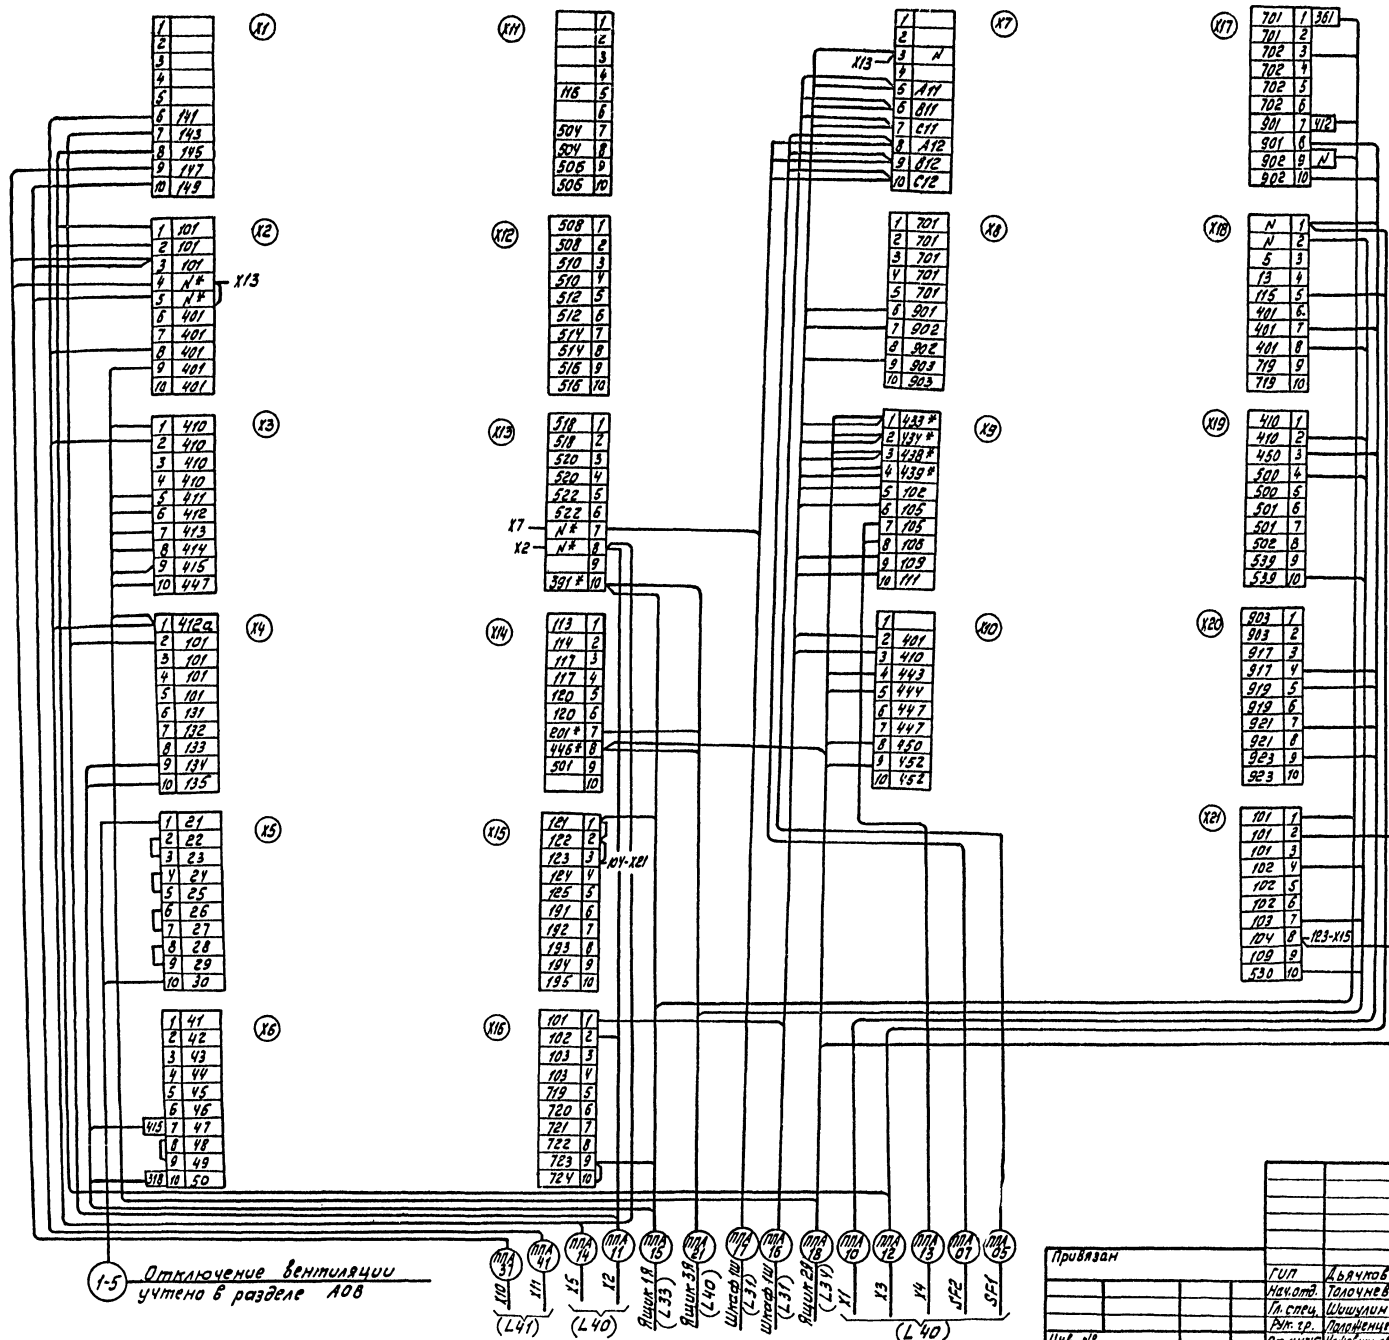 X1
1
2
3
4
5
6 141
7 143
8 145
9 147
10 149
X2
1 101
2 101
3 101
4 N*
5 N*
X13
6 401
7 401
8 401
9 401
10 401
X3
1 410
2 410
3 410
4 410
5 411
6 412
7 413
8 414
9 415
10 447
X4
1 412а
2 101
3 101
4 101
5 101
6 131
7 132
8 133
9 134
10 135
X5
1 21
2 22
3 23
4 24
5 25
6 26
7 27
8 28
9 29
10 30
X6
1 41
2 42
3 43
4 44
5 45
6 46
415 7 47
8 48
9 49
318 10 50
X11
1
2
3
4
116 5
6
504 7
504 8
506 9
506 10
X12
508 1
508 2
510 3
510 4
512 5
512 6
514 7
514 8
516 9
516 10
X13
518 1
518 2
520 3
520 4
522 5
522 6
X7 N* 7
X2 N* 8
9
391* 10
X14
113 1
114 2
117 3
117 4
120 5
120 6
201* 7
446* 8
501 9
10
X15
121 1
122 2
123 3
104-X21
124 4
125 5
191 6
192 7
193 8
194 9
195 10
X16
101 1
102 2
103 3
103 4
719 5
720 6
721 7
722 8
723 9
724 10
X7
1
2
X13 3 N
4
5 A11
6 B11
7 C11
8 A12
9 B12
10 C12
X8
1 701
2 701
3 701
4 701
5 701
6 901
7 902
8 902
9 903
10 903
X9
1 433*
2 434*
3 438*
4 439*
5 102
6 105
7 105
8 108
9 109
10 111
X10
1
2 401
3 410
4 443
5 444
6 447
7 447
8 450
9 452
10 452
X17
701 1 361
701 2
702 3
702 4
702 5
702 6
901 7 412
901 8
902 9 N
902 10
X18
N 1
N 2
5 3
13 4
115 5
401 6
401 7
401 8
719 9
719 10
X19
410 1
410 2
450 3
500 4
500 5
501 6
501 7
502 8
539 9
539 10
X20
903 1
903 2
917 3
917 4
919 5
919 6
921 7
921 8
923 9
923 10
X21
101 1
101 2
101 3
102 4
102 5
102 6
103 7
104 8 123-X15
109 9
530 10
1-5 Отключение вентиляции
учтено в разделе АОВ
ППА 37 X10
ППА 41 X11
(L41)
ППА 14 X5
ППА 11 X2
(L40)
ППА 15 Ящик 1Я (L33)
ППА 21 Ящик 3Я (L40)
ППА 17 Шкаф 1Ш (L31)
ППА 16 Шкаф 1Ш (L31)
ППА 18 Ящик 2Я (L34)
ППА 10 X1
ППА 12 X3
ППА 13 X4
ППА 07 SF2
ППА 05 SF1
(L40)
Привязан
ГИП Дьячков
Нач.отд. Толочнев
Гл. спец. Шишулин
Рук. гр.
Инв. №